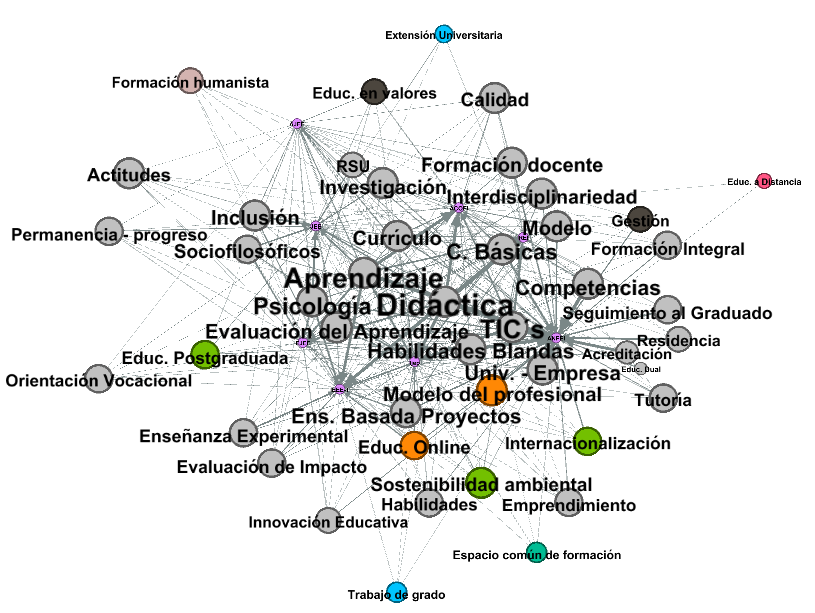 Extensión Universitaria
Formación humanista
Educ. en valores
Calidad
AJEE
RSU
Formación docente
Actitudes
Investigación
Educ. a Distancia
Interdisciplinariedad
Inclusión
Gestión
Modelo
Permanencia - progreso
Currículo
Sociofilosóficos
C. Básicas
Formación Integral
Aprendizaje
Competencias
Psicología
Didáctica
Seguimiento al Graduado
Evaluación del Aprendizaje
TIC´s
Residencia
Habilidades Blandas
Acreditación
Educ. Postgraduada
Educ. Dual
Univ. - Empresa
Orientación Vocacional
Modelo del profesional
Tutoría
Ens. Basada Proyectos
Enseñanza Experimental
Educ. Online
Internacionalización
Evaluación de Impacto
Sostenibilidad ambiental
Habilidades
Emprendimiento
Innovación Educativa
Espacio común de formación
Trabajo de grado